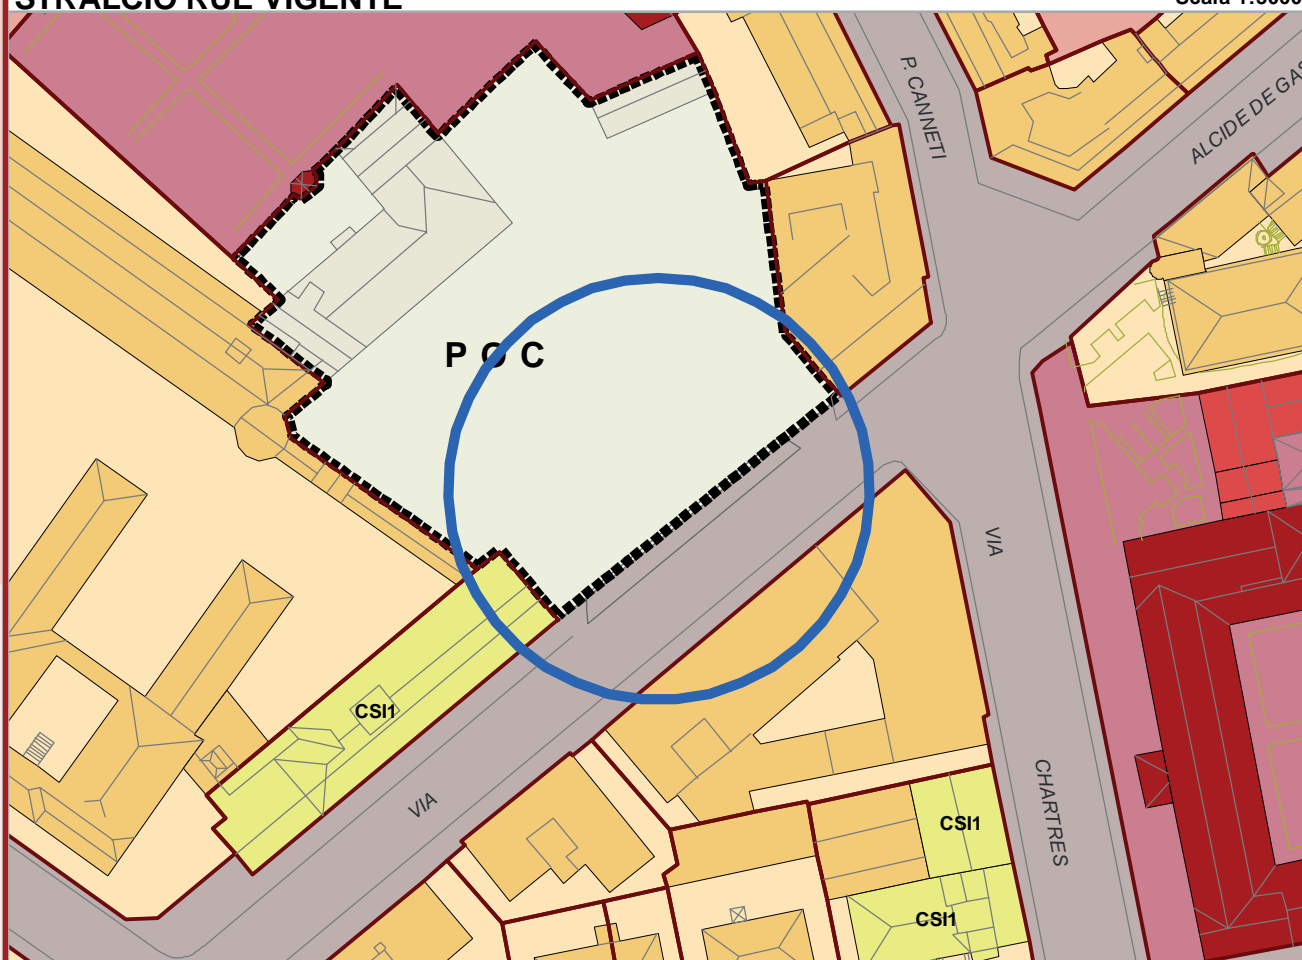 STRALCIO RUE VIGENTE
P. CANNETI
ALCIDE DE GAS
P O C
VIA
CSI1
VIA
CHARTRES
CSI1
CSI1